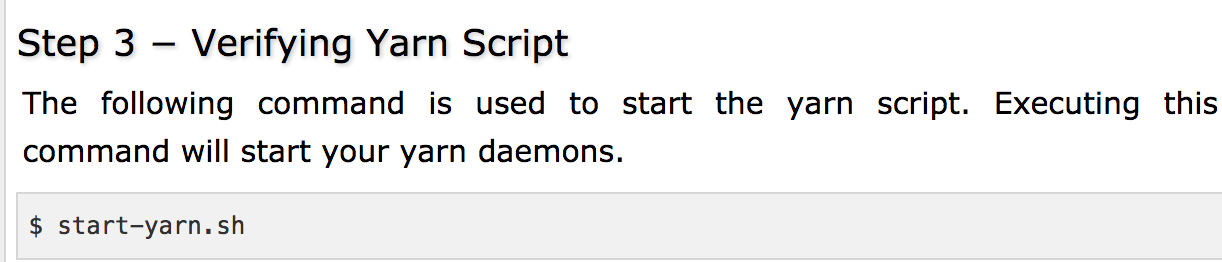 Step 3 – Verifying Yarn Script
The following command is used to start the yarn script. Executing this
command will start your yarn daemons.
$ start-yarn.sh